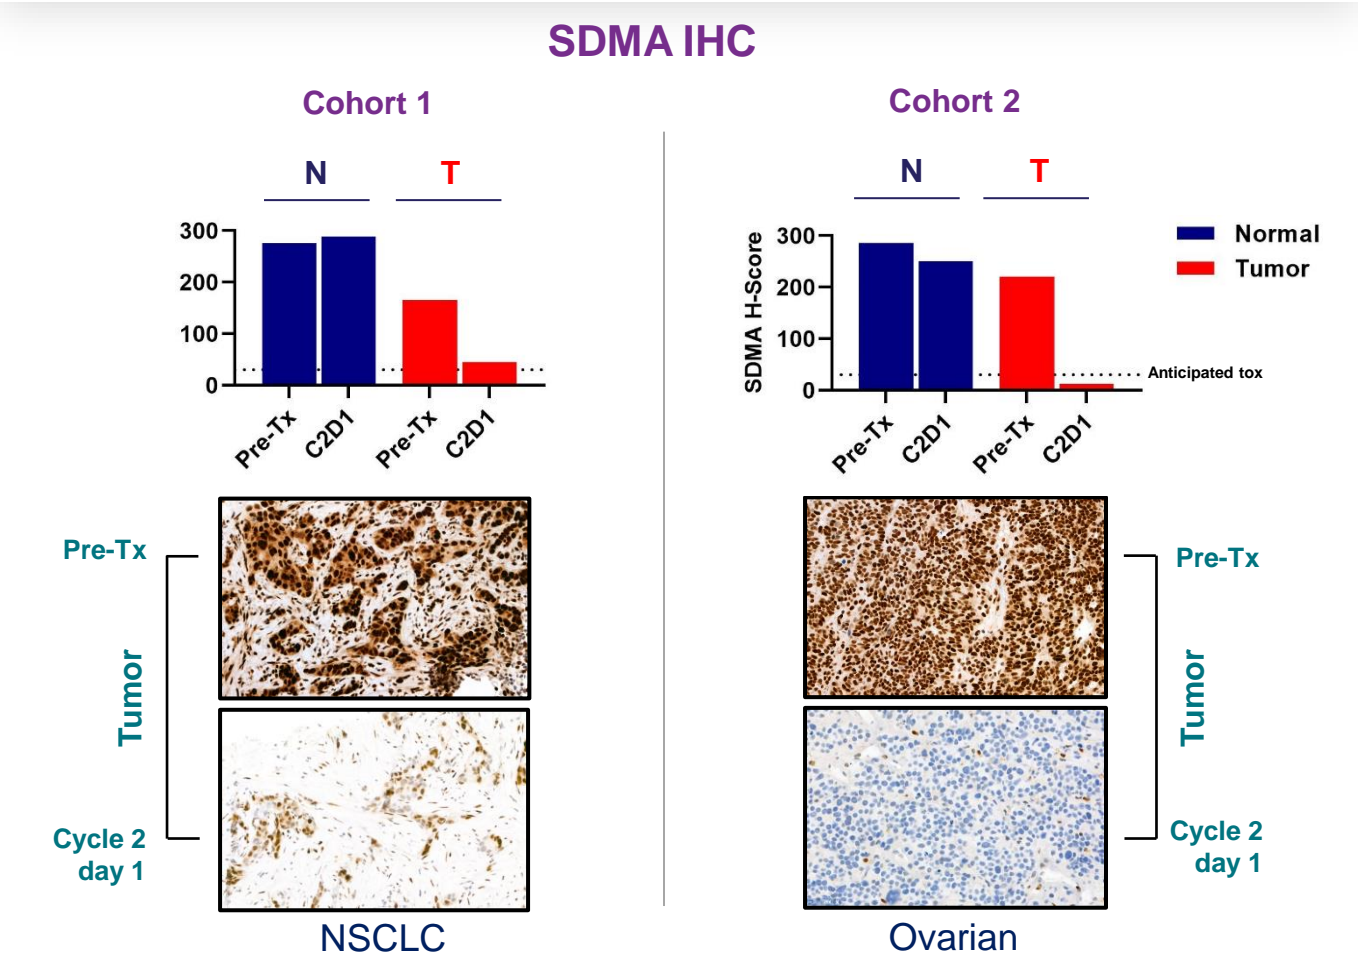 SDMA IHC
Cohort 1
N
T
300
200
100
0
Pre-Tx
C2D1
Pre-Tx
C2D1
Pre-Tx
Tumor
Cycle 2
day 1
NSCLC
Cohort 2
N
T
SDMA H-Score
300
200
100
0
Anticipated tox
Normal
Tumor
Pre-Tx
C2D1
Pre-Tx
C2D1
Pre-Tx
Tumor
Cycle 2
day 1
Ovarian